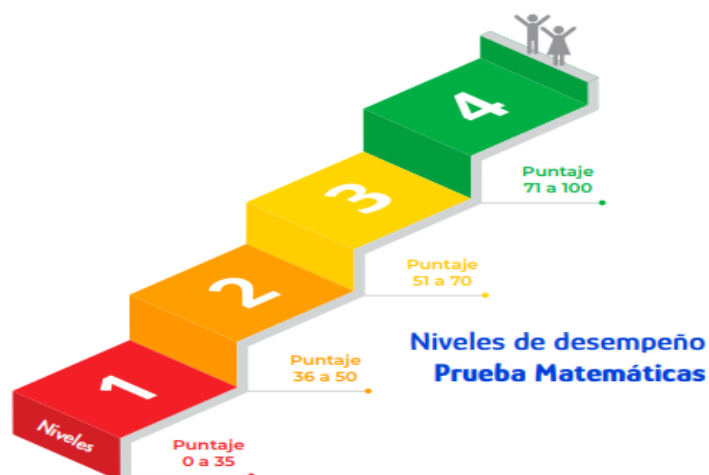 4
Puntaje
71 a 100
3
Puntaje
51 a 70
2
Niveles de desempeño
Prueba Matemáticas
Puntaje
36 a 50
1
Niveles
Puntaje
0 a 35